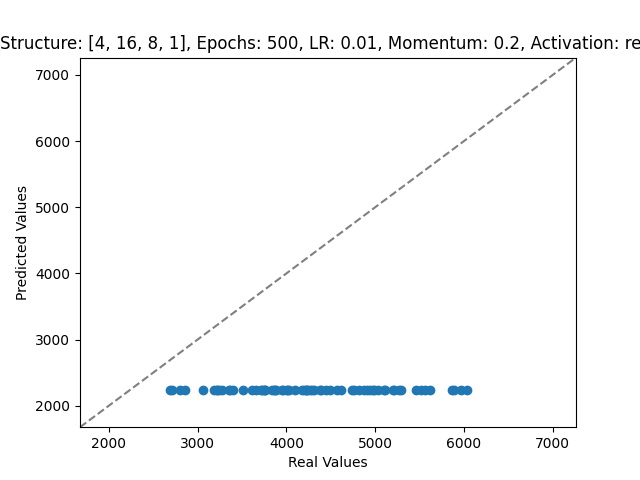 Structure: [4, 16, 8, 1], Epochs: 500, LR: 0.01, Momentum: 0.2, Activation: re
7000
6000
5000
4000
3000
2000
Predicted Values
2000 3000 4000 5000 6000 7000
Real Values